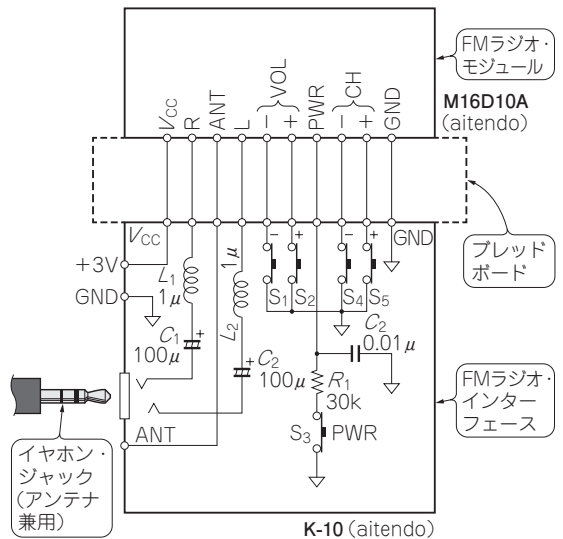 FMラジオ・
モジュール
M16D10A
(aitendo)
VCC
R
ANT
L
VOL
−
+
PWR
CH
−
+
GND
ブレッド
ボード
VCC
+3V
GND
L1
1μ
1μ
L2
C1
+
100μ
C2
+
100μ
−
+
S1
S2
−
+
S4
S5
GND
C2
0.01μ
R1
30k
S3
PWR
ANT
FMラジオ・
インター
フェース
イヤホン・
ジャック
(アンテナ
兼用)
K-10 (aitendo)